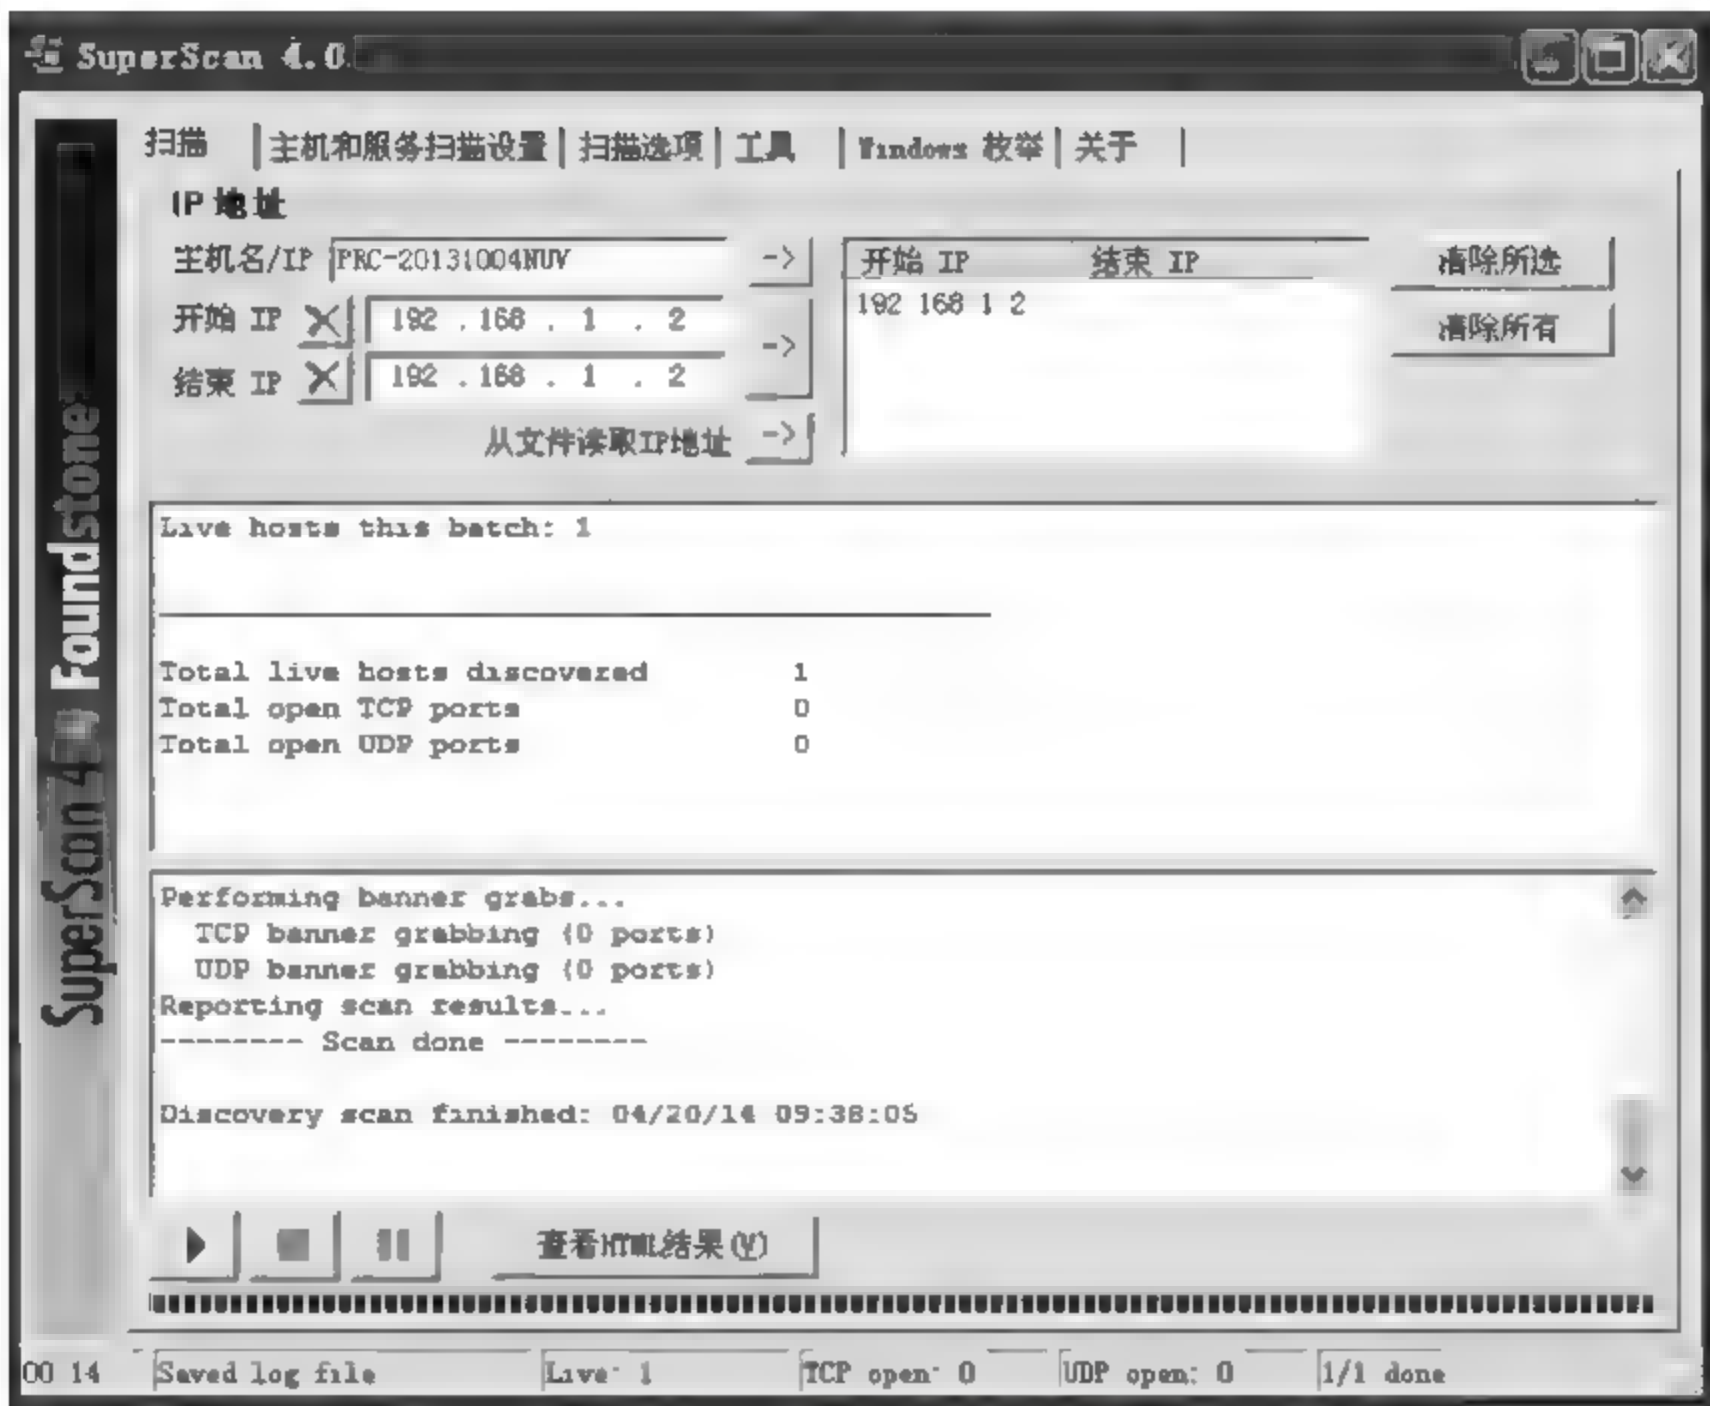 SuperScan 4.0
扫描 主机和服务扫描设置 扫描选项 工具 Windows 枚举 关于
IP 地址
主机名/IP PRC-20131004NUV -> 开始 IP 结束 IP 清除所选
开始 IP 192 . 168 . 1 . 2 192 168 1 2 清除所有
->
结束 IP 192 . 168 . 1 . 2
从文件读取IP地址 ->
Live hosts this batch: 1
Total live hosts discovered 1
Total open TCP ports 0
Total open UDP ports 0
Performing banner grabs...
TCP banner grabbing (0 ports)
UDP banner grabbing (0 ports)
Reporting scan results...
-------- Scan done --------
Discovery scan finished: 04/20/14 09:38:05
查看HTML结果(V)
00 14 Saved log file Live: 1 TCP open: 0 UDP open: 0 1/1 done
SuperScan 4 Foundstone